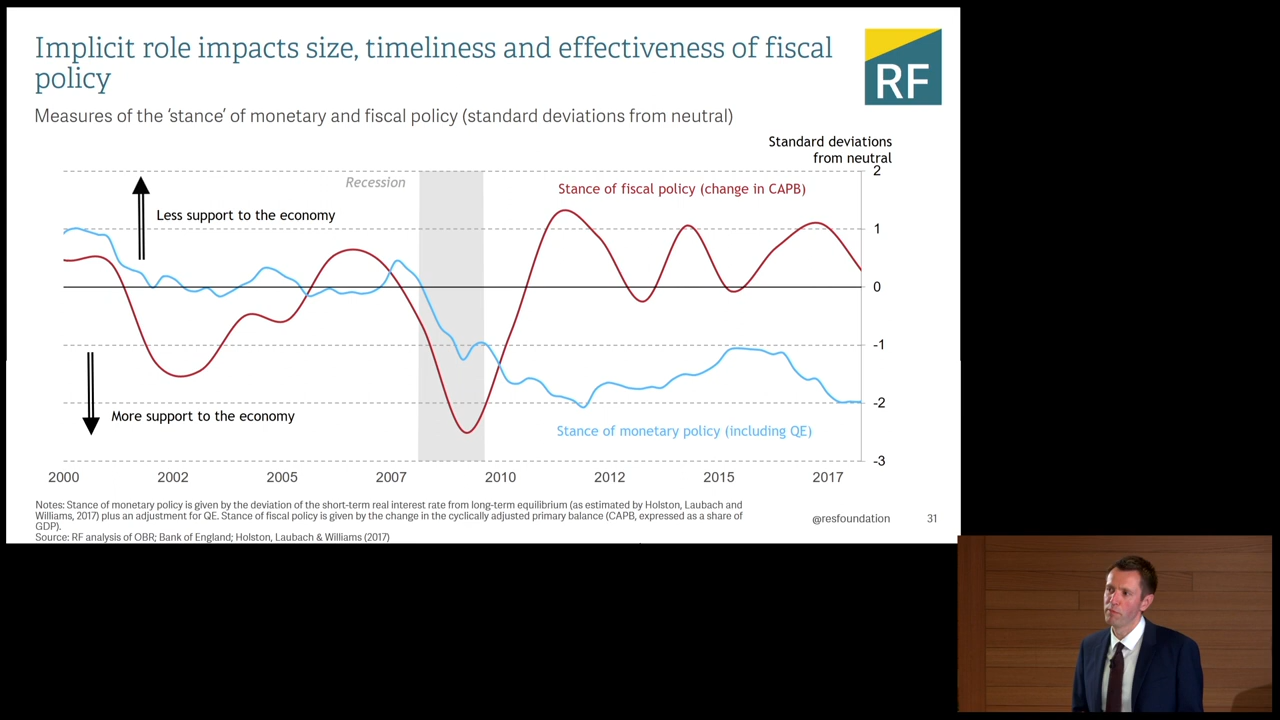 Implicit role impacts size, timeliness and effectiveness of fiscal
policy
RF
Measures of the ‘stance’ of monetary and fiscal policy (standard deviations from neutral)
Standard deviations
from neutral
2
Recession
Stance of fiscal policy (change in CAPB)
Less support to the economy
1
0
-1
-2
More support to the economy
Stance of monetary policy (including QE)
-3
2000 2002 2005 2007 2010 2012 2015 2017
Notes: Stance of monetary policy is given by the deviation of the short-term real interest rate from long-term equilibrium (as estimated by Holston, Laubach and
Williams, 2017) plus an adjustment for QE. Stance of fiscal policy is given by the change in the cyclically adjusted primary balance (CAPB, expressed as a share of
GDP).
Source: RF analysis of OBR; Bank of England; Holston, Laubach & Williams (2017)
@resfoundation 31